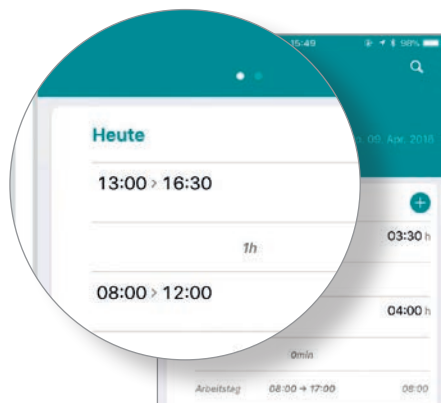 15:49 98%
09. Apr. 2016
Heute
13:00 > 16:30
03:30 h
1h
08:00 > 12:00
04:00 h
0min
Arbeitstag 08:00 → 17:00 08:00